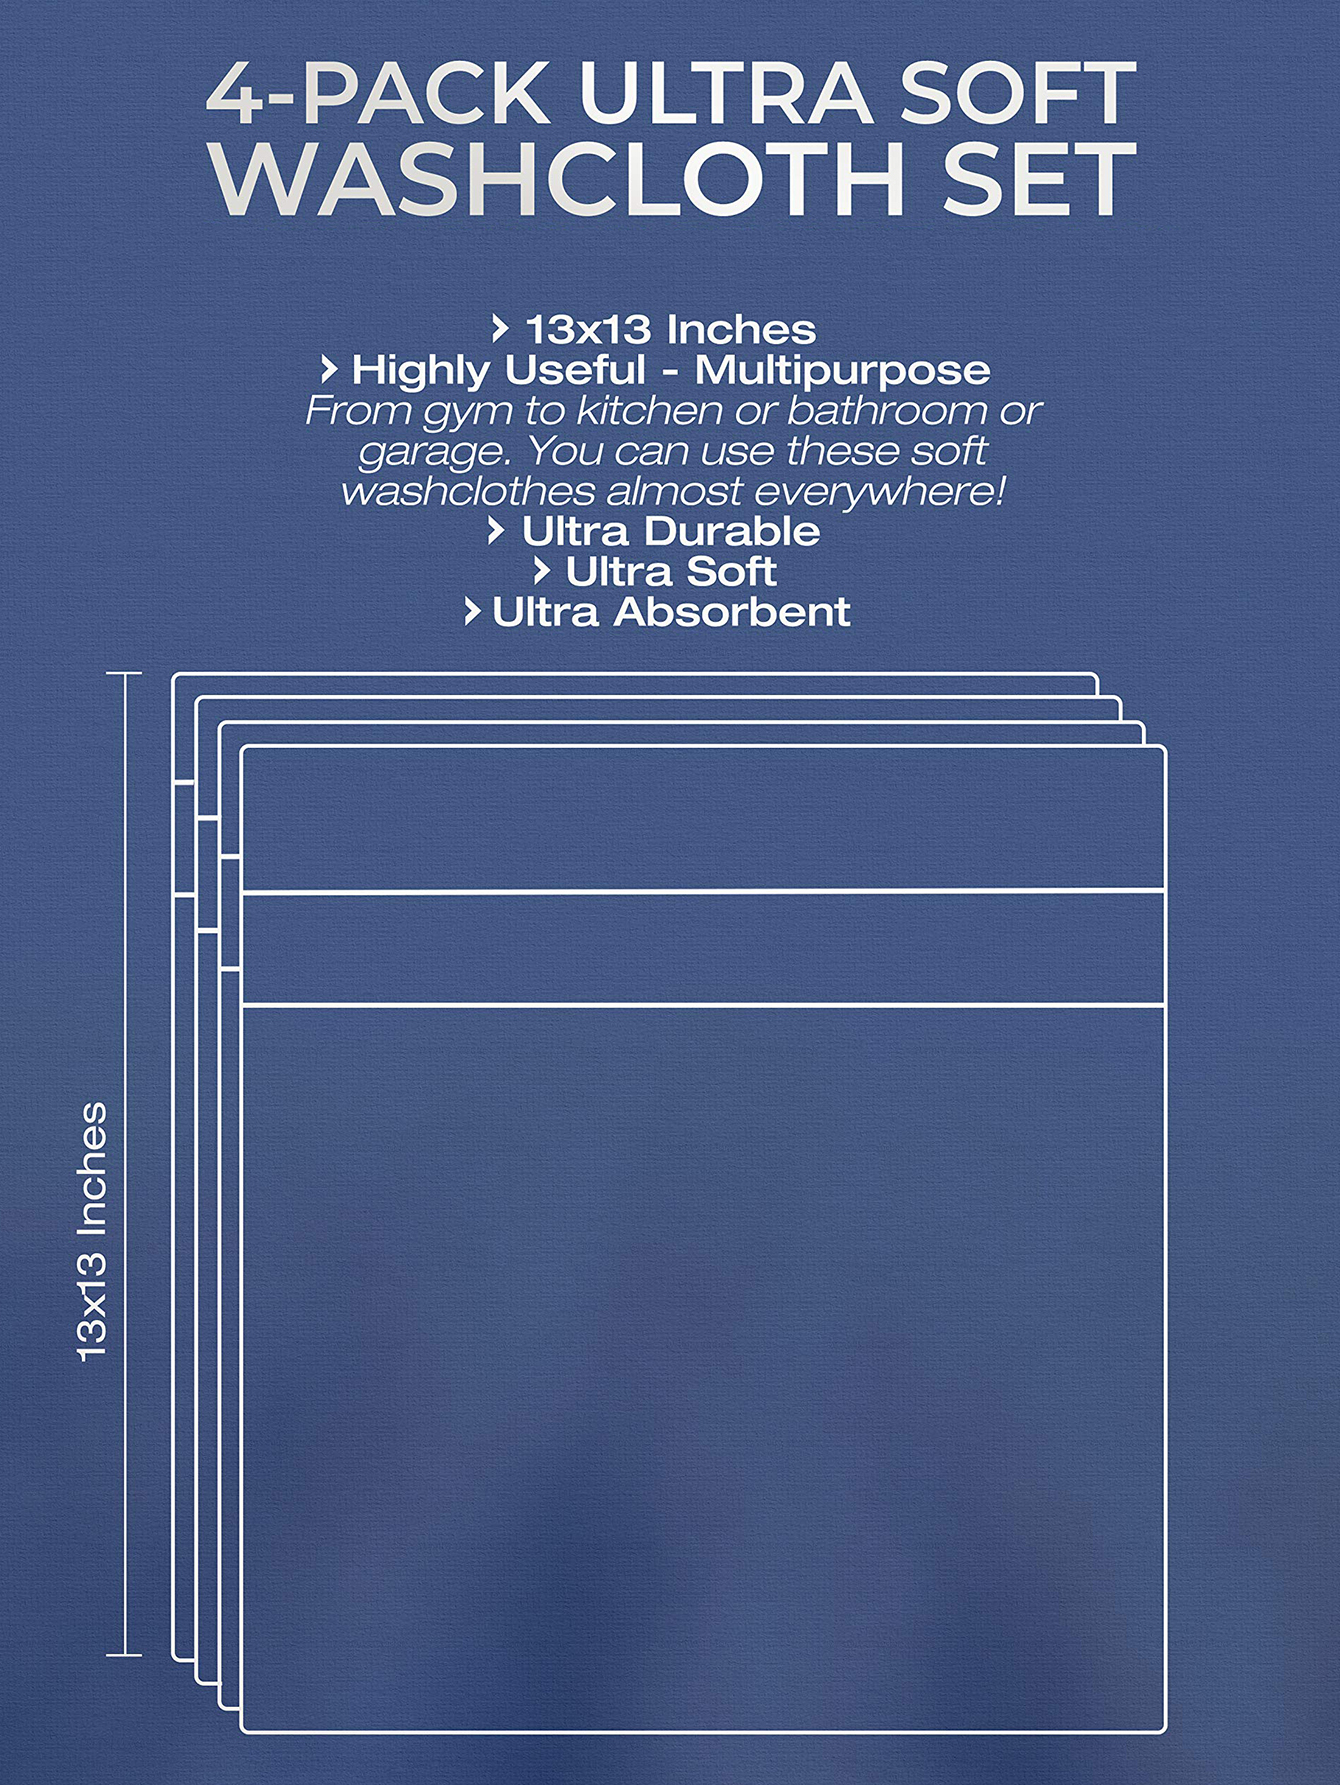 4-PACK ULTRA SOFT
WASHCLOTH SET
> 13x13 Inches
> Highly Useful - Multipurpose
From gym to kitchen or bathroom or
garage. You can use these soft
washclothes almost everywhere!
> Ultra Durable
> Ultra Soft
> Ultra Absorbent
13x13 Inches